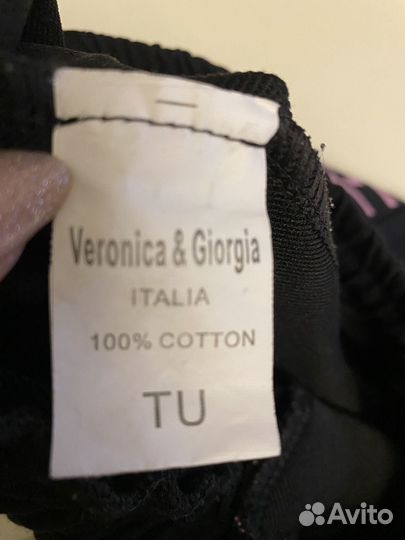 Veronica & Giorgia
ITALIA
100% COTTON
TU
Avito